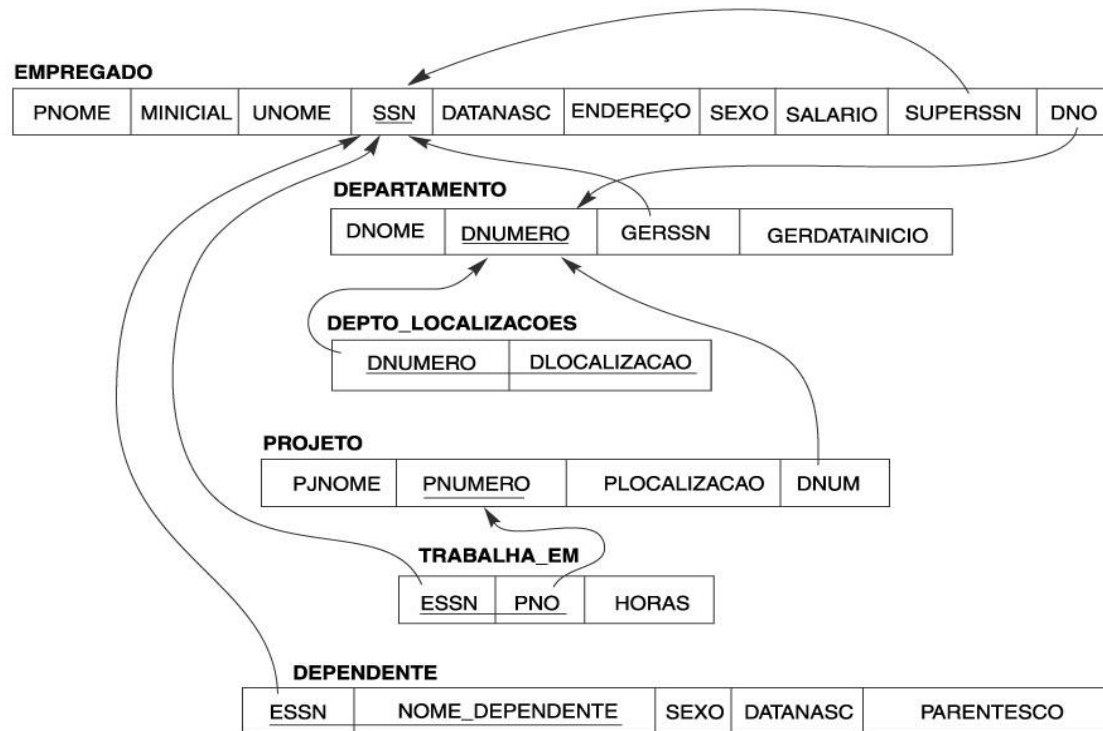 EMPREGADO
PNOME MINICIAL UNOME SSN DATANASC ENDEREÇO SEXO SALARIO SUPERSSN DNO
DEPARTAMENTO
DNOME DNUMERO GERSSN GERDATAINICIO
DEPTO_LOCALIZACOES
DNUMERO DLOCALIZACAO
PROJETO
PJNOME PNUMERO PLOCALIZACAO DNUM
TRABALHA_EM
ESSN PNO HORAS
DEPENDENTE
ESSN NOME_DEPENDENTE SEXO DATANASC PARENTESCO